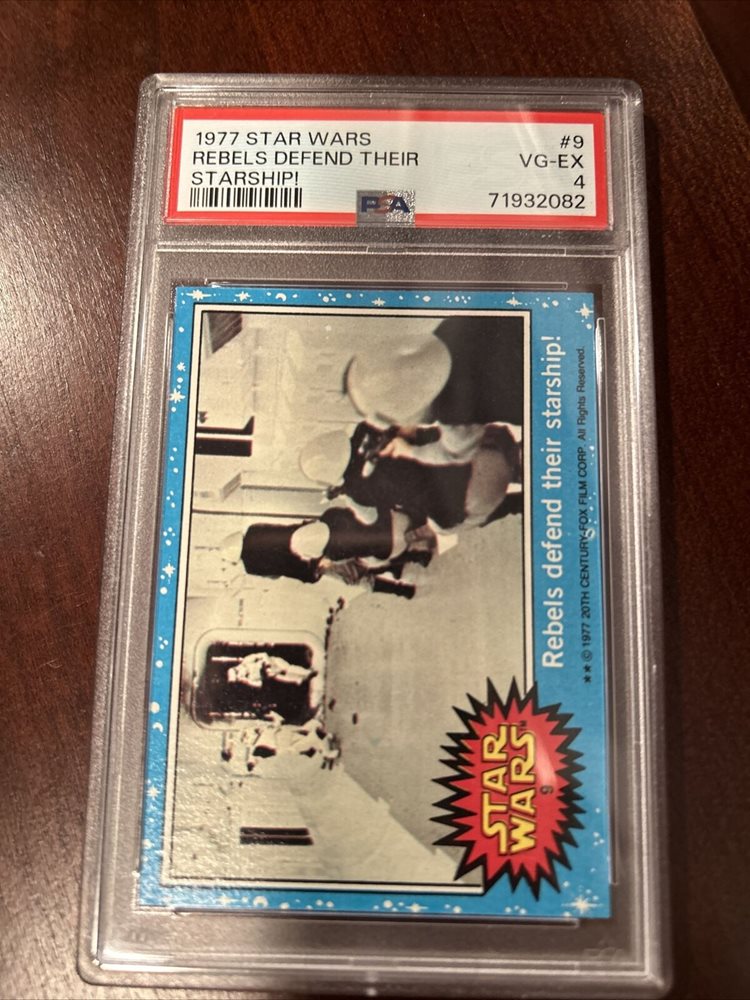 1977 STAR WARS #9
REBELS DEFEND THEIR VG-EX
STARSHIP! 4
PSA 71932082
Rebels defend their starship!
★★ © 1977 20TH CENTURY-FOX FILM CORP. All Rights Reserved.
STAR
WARS™
9